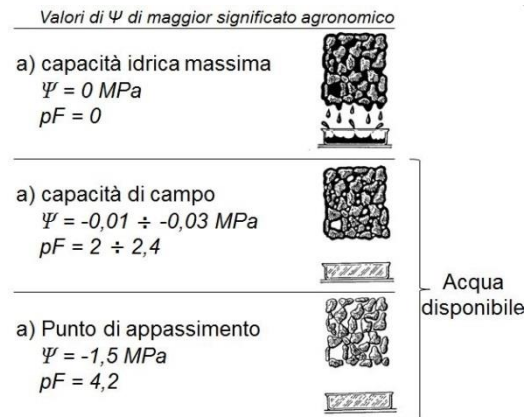 Valori di Ψ di maggior significato agronomico
a) capacità idrica massima
Ψ = 0 MPa
pF = 0
a) capacità di campo
Ψ = -0,01 ÷ -0,03 MPa
pF = 2 ÷ 2,4
a) Punto di appassimento
Ψ = -1,5 MPa
pF = 4,2
Acqua
disponibile